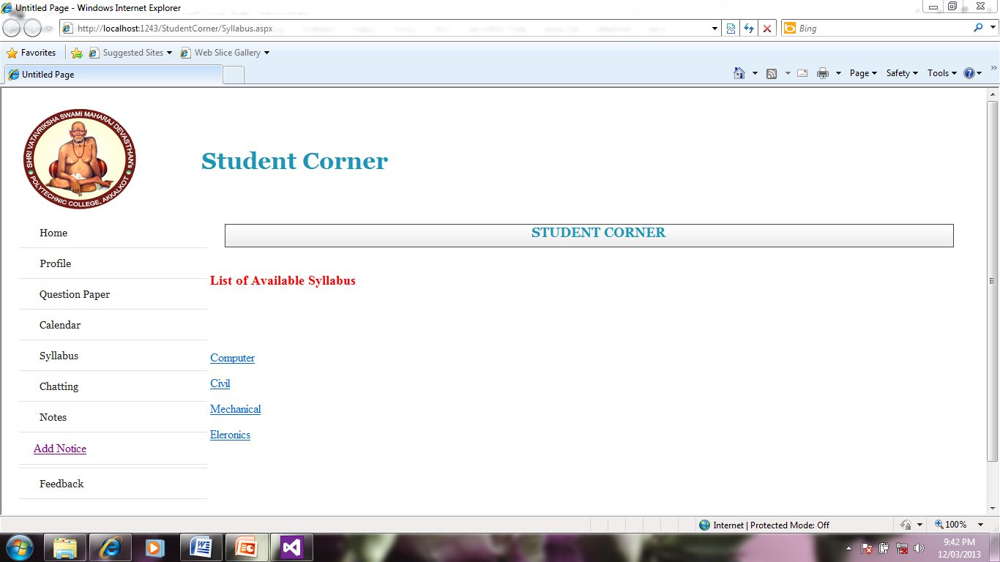 Untitled Page - Windows Internet Explorer
http://localhost:1243/StudentCorner/Syllabus.aspx
Bing
Favorites
Suggested Sites
Web Slice Gallery
Untitled Page
Page
Safety
Tools
SHRI VATAVRIKSHA SWAMI MAHARAJ DEVASTHAN'S
POLYTECHNIC COLLEGE, AKKALKOT
Student Corner
STUDENT CORNER
Home
Profile
Question Paper
Calendar
Syllabus
Chatting
Notes
Add Notice
Feedback
List of Available Syllabus
Computer
Civil
Mechanical
Eleronics
Internet | Protected Mode: Off
100%
9:42 PM
12/03/2013